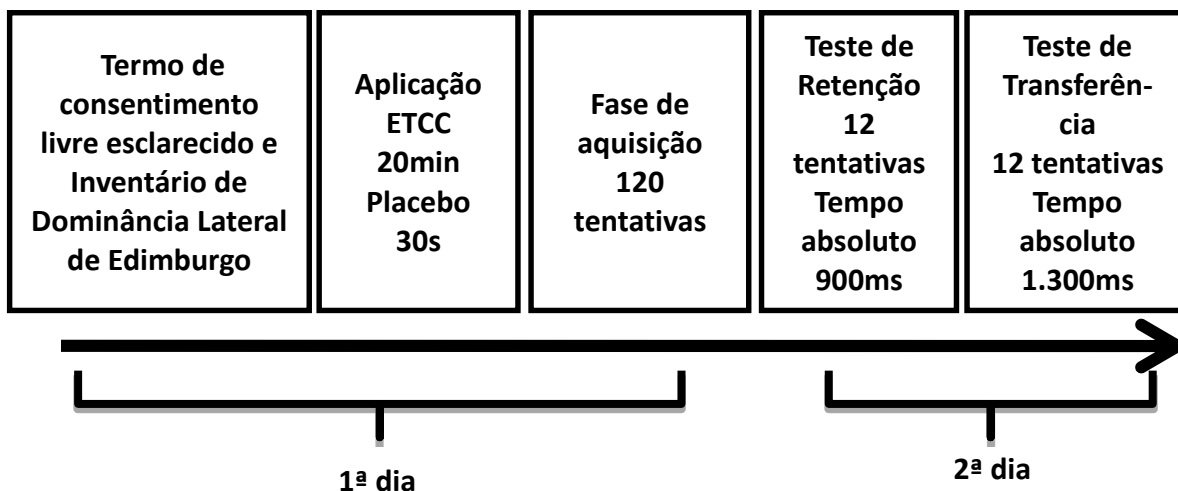 Termo de
consentimento
livre esclarecido e
Inventário de
Dominância Lateral
de Edimburgo
Aplicação
ETCC
20min
Placebo
30s
Fase de
aquisição
120
tentativas
Teste de
Retenção
12
tentativas
Tempo
absoluto
900ms
Teste de
Transferên-
cia
12 tentativas
Tempo
absoluto
1.300ms
1ª dia
2ª dia